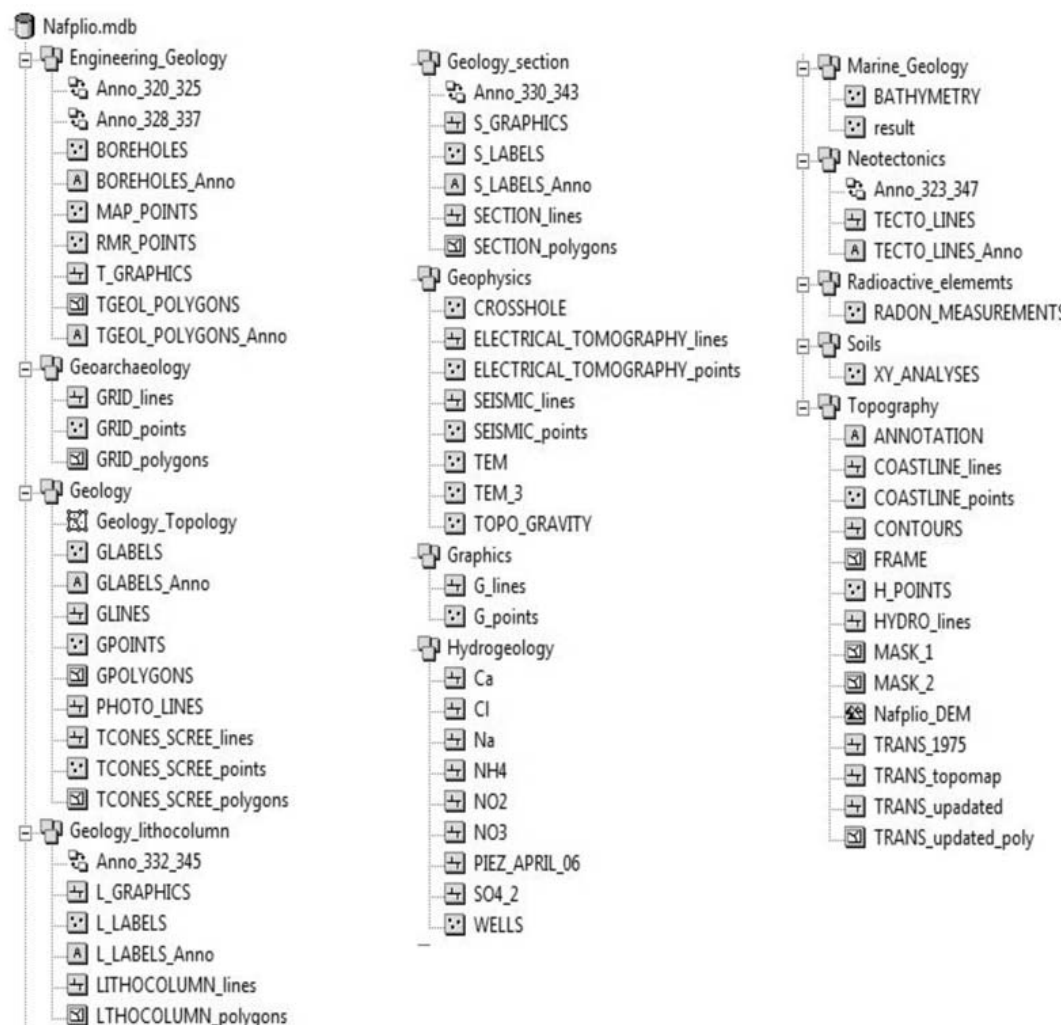 Nafplio.mdb
Engineering_Geology
Anno_320_325
Anno_328_337
BOREHOLES
A BOREHOLES_Anno
MAP_POINTS
RMR_POINTS
T_GRAPHICS
TGEOL_POLYGONS
A TGEOL_POLYGONS_Anno
Geoarchaeology
GRID_lines
GRID_points
GRID_polygons
Geology
Geology_Topology
GLABELS
A GLABELS_Anno
GLINES
GPOINTS
GPOLYGONS
PHOTO_LINES
TCONES_SCREE_lines
TCONES_SCREE_points
TCONES_SCREE_polygons
Geology_lithocolumn
Anno_332_345
L_GRAPHICS
L_LABELS
A L_LABELS_Anno
LITHOCOLUMN_lines
LTHOCOLUMN_polygons
Geology_section
Anno_330_343
S_GRAPHICS
S_LABELS
A S_LABELS_Anno
SECTION_lines
SECTION_polygons
Geophysics
CROSSHOLE
ELECTRICAL_TOMOGRAPHY_lines
ELECTRICAL_TOMOGRAPHY_points
SEISMIC_lines
SEISMIC_points
TEM
TEM_3
TOPO_GRAVITY
Graphics
G_lines
G_points
Hydrogeology
Ca
Cl
Na
NH4
NO2
NO3
PIEZ_APRIL_06
SO4_2
WELLS
Marine_Geology
BATHYMETRY
result
Neotectonics
Anno_323_347
TECTO_LINES
A TECTO_LINES_Anno
Radioactive_elememts
RADON_MEASUREMENTS
Soils
XY_ANALYSES
Topography
A ANNOTATION
COASTLINE_lines
COASTLINE_points
CONTOURS
FRAME
H_POINTS
HYDRO_lines
MASK_1
MASK_2
Nafplio_DEM
TRANS_1975
TRANS_topomap
TRANS_upadated
TRANS_updated_poly